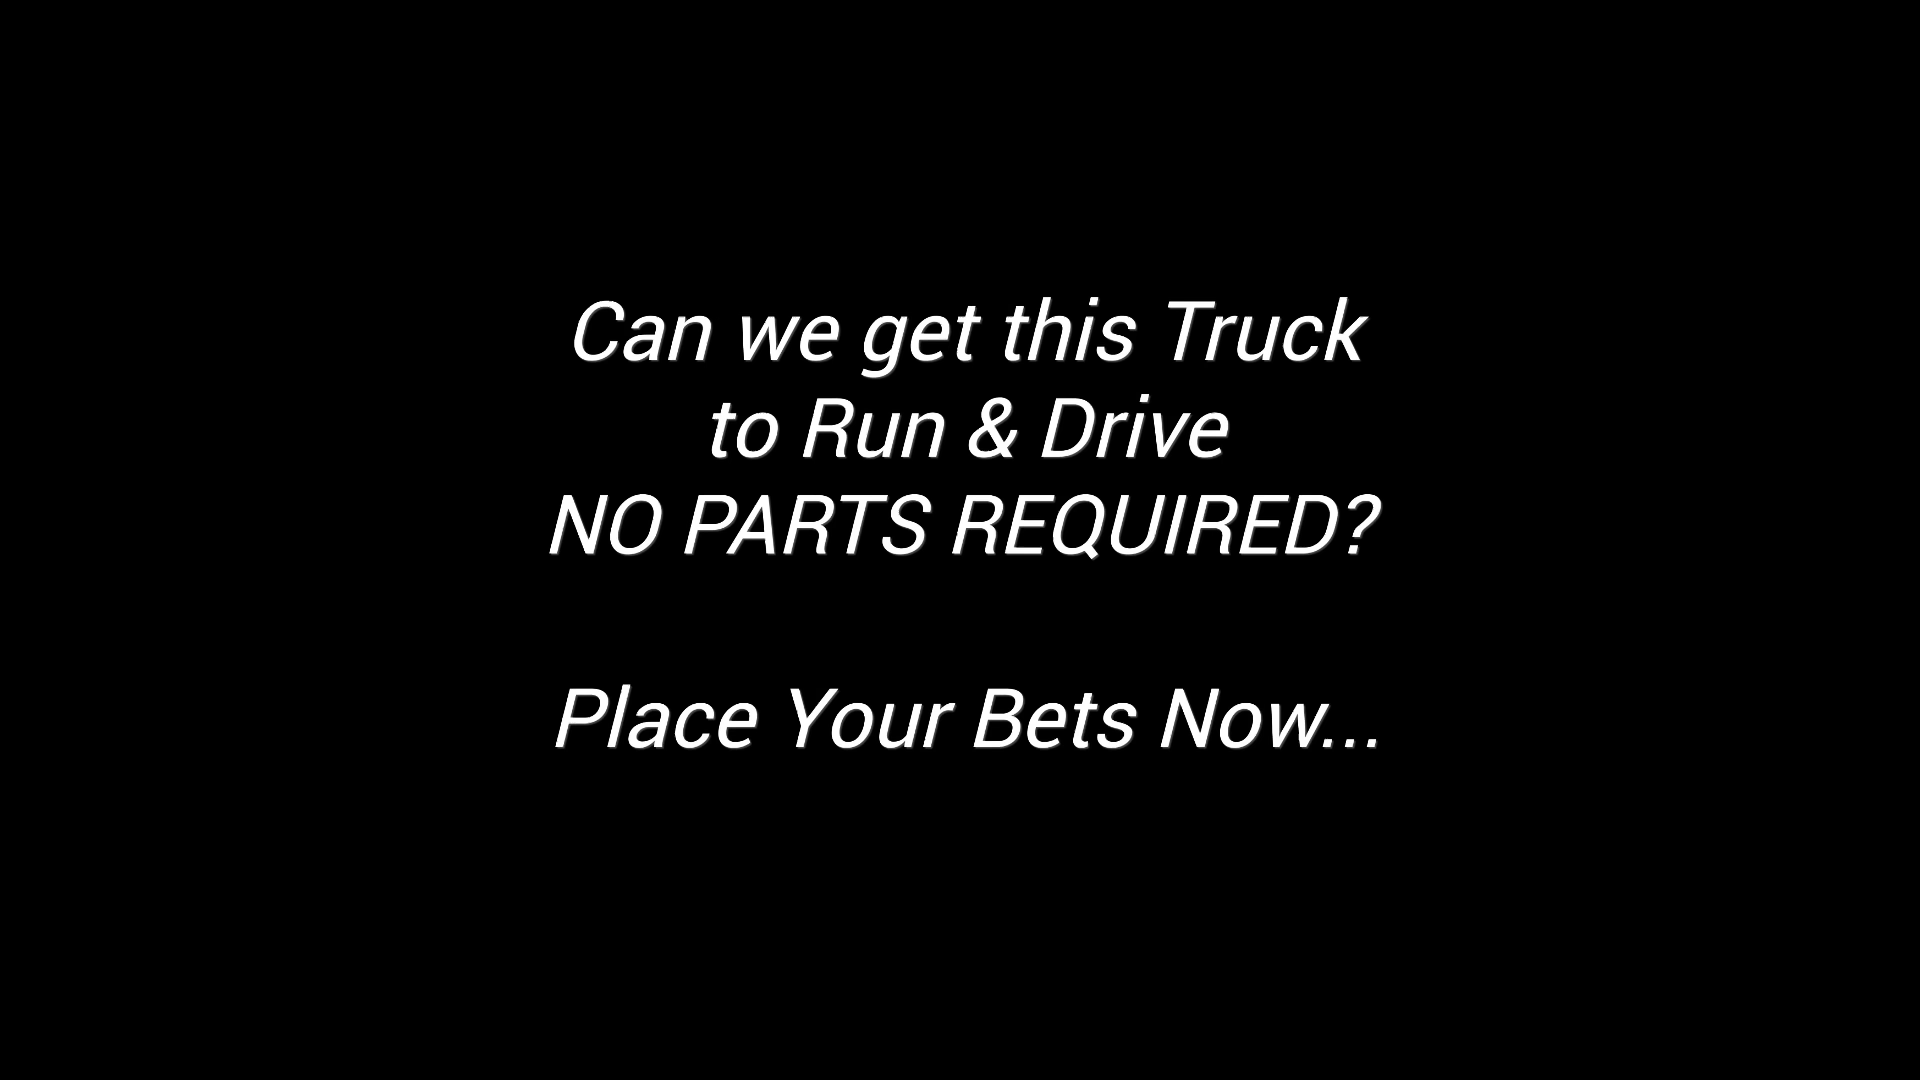 Can we get this Truck
to Run & Drive
NO PARTS REQUIRED?
Place Your Bets Now...